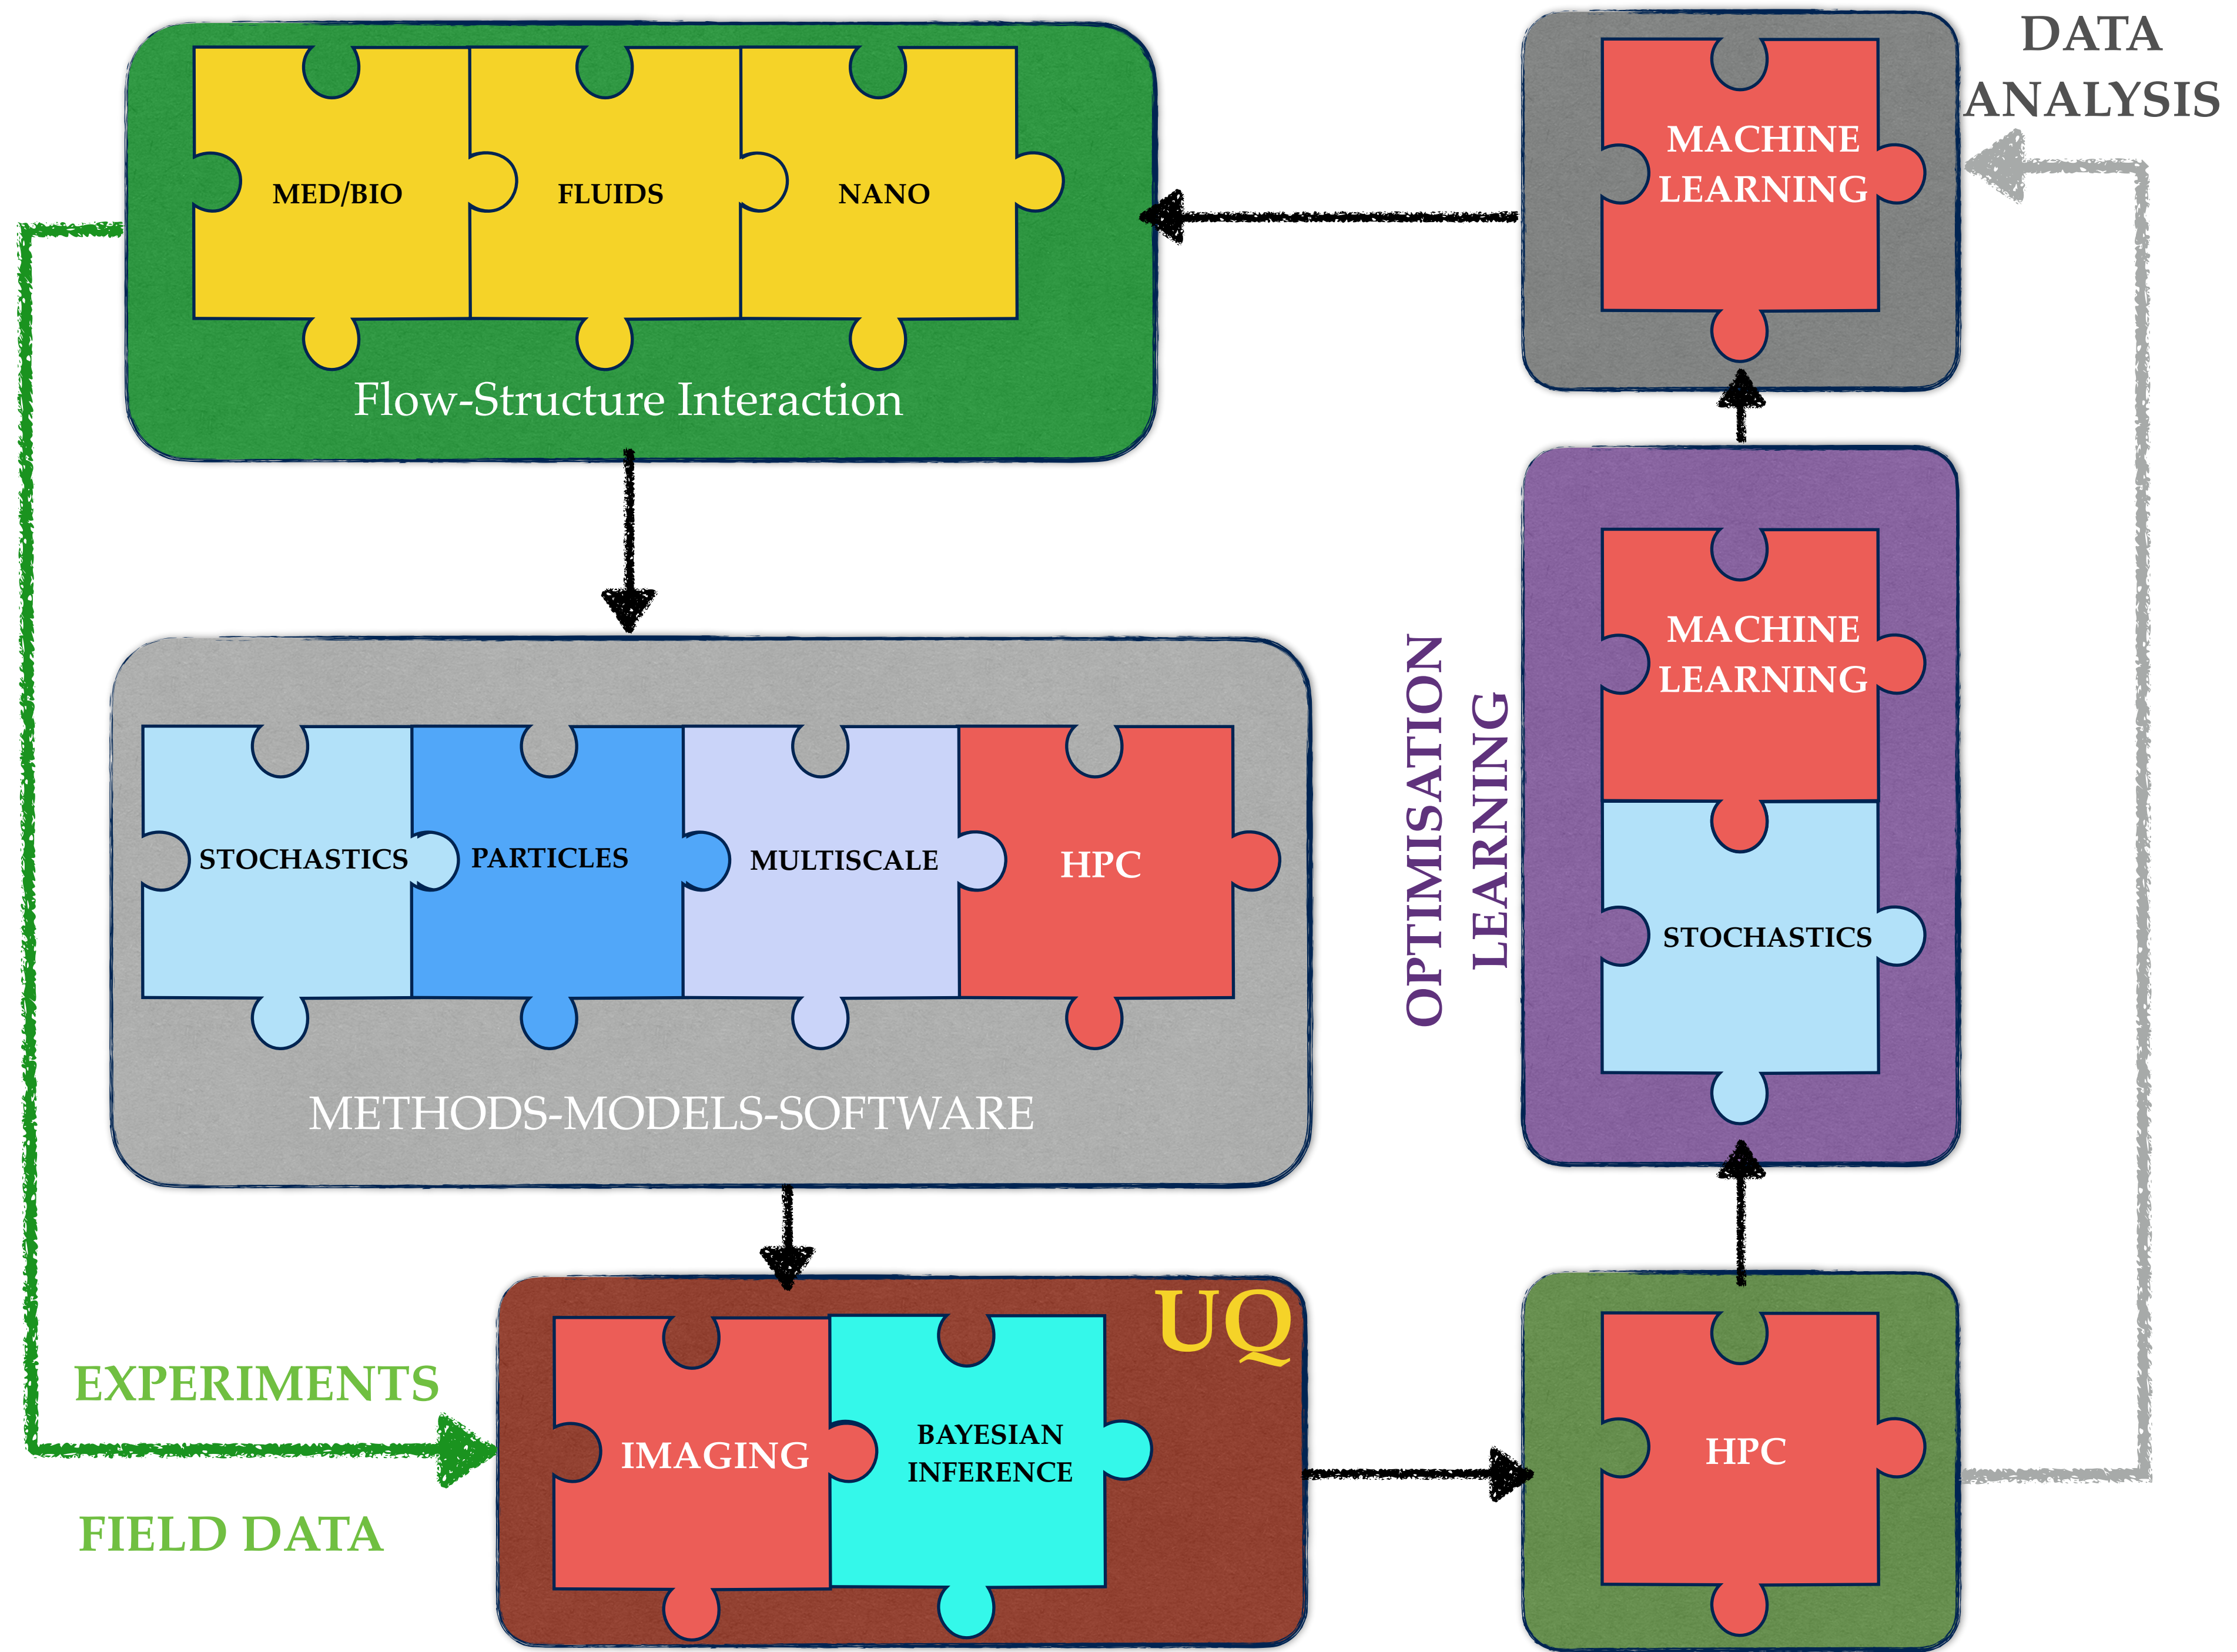 MED/BIO
FLUIDS
NANO
Flow-Structure Interaction
MACHINE
LEARNING
DATA
ANALYSIS
STOCHASTICS
PARTICLES
MULTISCALE
HPC
METHODS-MODELS-SOFTWARE
OPTIMISATION
LEARNING
MACHINE
LEARNING
STOCHASTICS
EXPERIMENTS
FIELD DATA
UQ
IMAGING
BAYESIAN
INFERENCE
HPC